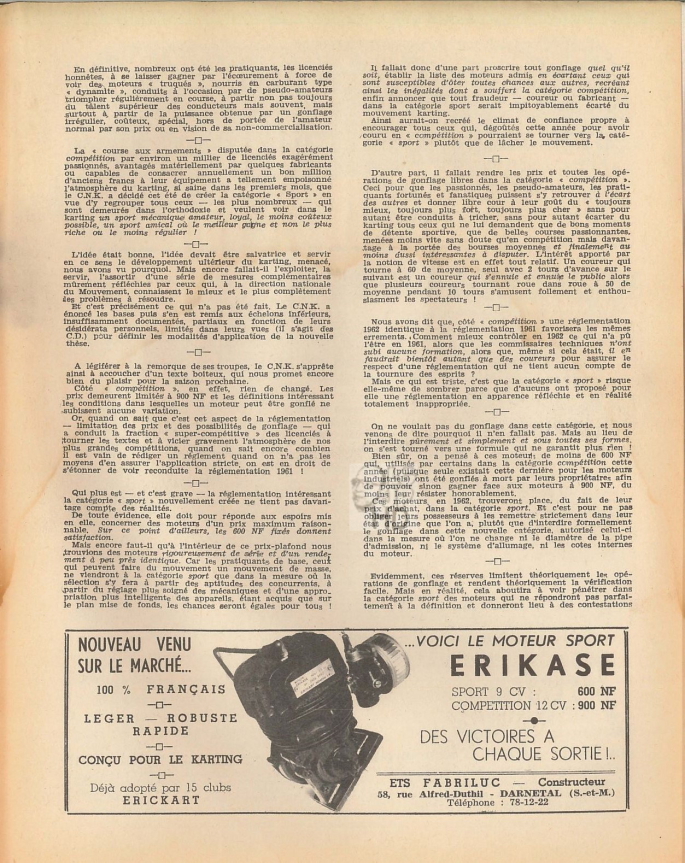 En définitive, nombreux ont été les pratiquants, les licenciés
honnêtes, à se laisser gagner par l'écœurement à force de
voir des moteurs « truqués », nourris en carburant type
« dynamite », conduits à l'occasion par de pseudo-amateurs
triompher régulièrement en course, à partir non pas toujours
du talent supérieur des conducteurs mais souvent, mais
surtout à partir de la puissance obtenue par un gonflage
irrégulier, coûteux, spécial, hors de portée de l'amateur
normal par son prix ou en vision de sa non-commercialisation.
La « course aux armements » disputée dans la catégorie
compétition par environ un millier de licenciés exagérément
passionnés, avantagés matériellement par quelques fabricants
ou capables de consacrer annuellement un bon million
d'anciens francs à leur équipement a tellement empoisonné
l'atmosphère du karting, si saine dans les premiers mois, que
le C.N.K. a décidé cet été de créer la catégorie « Sport » en
vue d'y regrouper tous ceux — les plus nombreux — qui
sont demeurés dans l'orthodoxie et veulent voir dans le
karting un sport mécanique amateur, loyal, le moins coûteux
possible, un sport amical où le meilleur gagne et non le plus
riche ou le moins régulier !
L'idée était bonne, l'idée devait être salvatrice et servir
en ce sens le développement ultérieur du karting, menacé,
nous avons vu pourquoi. Mais encore fallait-il l'exploiter, la
servir, l'assortir d'une série de mesures complémentaires
mûrement réfléchies par ceux qui, à la direction nationale
du Mouvement, connaissent le mieux et le plus complètement
les problèmes à résoudre.
Et c'est précisément ce qui n'a pas été fait. Le C.N.K. a
énoncé les bases puis s'en est remis aux échelons inférieurs,
insuffisamment documentés, partiaux en fonction de leurs
désidérata personnels, limités dans leurs vues (il s'agit des
C.D.) pour définir les modalités d'application de la nouvelle
thèse.
A légiférer à la remorque de ses troupes, le C.N.K. s'apprête
ainsi à accoucher d'un texte boiteux, qui nous promet encore
bien du plaisir pour la saison prochaine.
Côté « compétition », en effet, rien de changé. Les
prix demeurent limités à 900 NF et les définitions intéressant
les conditions dans lesquelles un moteur peut être gonflé ne
subissent aucune variation.
Or, quand on sait que c'est cet aspect de la réglementation
— limitation des prix et des possibilités de gonflage — qui
a conduit la fraction « super-compétitive » des licenciés à
tourner les textes et à vicier gravement l'atmosphère de nos
plus grandes compétitions, quand on sait encore combien
il est vain de rédiger un règlement quand on n'a pas les
moyens d'en assurer l'application stricte, on est en droit de
s'étonner de voir reconduite la réglementation 1961 !
Qui plus est — et c'est grave — la réglementation intéressant
la catégorie « sport » nouvellement créée ne tient pas davan-
tage compte des réalités.
De toute évidence, elle doit pour répondre aux espoirs mis
en elle, concerner des moteurs d'un prix maximum raison-
nable. Sur ce point d'ailleurs, les 600 NF fixés donnent
satisfaction.
Mais encore faut-il qu'à l'intérieur de ce prix-plafond nous
trouvions des moteurs rigoureusement de série et d'un rende-
ment à peu près identique. Car les pratiquants de base, ceux
qui peuvent faire du mouvement un mouvement de masse,
ne viendront à la catégorie sport que dans la mesure où la
sélection s'y fera à partir des aptitudes des concurrents, à
partir du réglage plus soigné des mécaniques et d'une appro-
priation plus intelligente des appareils, étant acquis que sur
le plan mise de fonds, les chances seront égales pour tous !
Il fallait donc d'une part proscrire tout gonflage quel qu'il
soit, établir la liste des moteurs admis en écartant ceux qui
sont susceptibles d'ôter toutes chances aux autres, recréant
ainsi les inégalités dont a souffert la catégorie compétition,
enfin annoncer que tout fraudeur — coureur ou fabricant —
dans la catégorie sport serait impitoyablement écarté du
mouvement karting.
Ainsi aurait-on recréé le climat de confiance propre à
encourager tous ceux qui, dégoûtés cette année pour avoir
couru en « compétition » pourraient se tourner vers la caté-
gorie « sport » plutôt que de lâcher le mouvement.
D'autre part, il fallait rendre les prix et toutes les opé-
rations de gonflage libres dans la catégorie « compétition ».
Ceci pour que les passionnés, les pseudo-amateurs, les prati-
quants fortunés et fanatiques puissent s'y retrouver à l'écart
des autres et donner libre cour à leur goût du « toujours
mieux, toujours plus fort, toujours plus cher » sans pour
autant être conduits à tricher, sans pour autant écarter du
karting tous ceux qui ne lui demandent que de bons moments
de détente sportive, que de belles courses passionnantes,
menées moins vite sans doute qu'en compétition mais davan-
tage à la portée des bourses moyennes et finalement au
moins aussi intéressantes à disputer. L'intérêt apporté par
la notion de vitesse est en effet tout relatif. Un coureur qui
tourne à 60 de moyenne, seul avec 2 tours d'avance sur le
suivant est un coureur qui s'ennuie et ennuie le public alors
que plusieurs coureurs tournant roue dans roue à 50 de
moyenne pendant 10 tours s'amusent follement et enthou-
siasment les spectateurs !
Nous avons dit que, côté « compétition » une réglementation
1962 identique à la réglementation 1961 favorisera les mêmes
errements. Comment mieux contrôler en 1962 ce qui n'a pû
l'être en 1961, alors que les commissaires techniques n'ont
subi aucune formation, alors que, même si cela était, il en
faudrait bientôt autant que des coureurs pour assurer le
respect d'une réglementation qui ne tient aucun compte de
la tournure des esprits ?
Mais ce qui est triste, c'est que la catégorie « sport » risque
elle-même de sombrer parce que d'aucuns ont proposé pour
elle une réglementation en apparence réfléchie et en réalité
totalement inappropriée.
On ne voulait pas du gonflage dans cette catégorie, et nous
venons de dire pourquoi il n'en fallait pas. Mais au lieu de
l'interdire purement et simplement et sous toutes ses formes,
on s'est tourné vers une formule qui ne garantit plus rien !
Bien sûr, on a pensé à ces moteurs de moins de 600 NF
qui, utilisés par certains dans la catégorie compétition cette
année (puisque seule existait cette dernière pour les moteurs
industriels) ont été gonflés à mort par leurs propriétaires afin
de pouvoir sinon gagner face aux moteurs à 900 NF, du
moins leur résister honorablement.
Ces moteurs, en 1962, trouveront place, du fait de leur
prix d'achat, dans la catégorie sport. Et c'est pour ne pas
obliger leurs possesseurs à les remettre strictement dans leur
état d'origine que l'on a, plutôt que d'interdire formellement
le gonflage dans cette nouvelle catégorie, autorisé celui-ci
dans la mesure où l'on ne change ni le diamètre de la pipe
d'admission, ni le système d'allumage, ni les cotes internes
du moteur.
Evidemment, ces réserves limitent théoriquement les opé-
rations de gonflage et rendent relativement la vérification
facile. Mais en réalité, cela aboutira à voir pénétrer dans
la catégorie sport des moteurs qui ne répondront pas parfai-
tement à la définition et donneront lieu à des contestations
NOUVEAU VENU
SUR LE MARCHÉ...
100 % FRANÇAIS
LEGER — ROBUSTE
RAPIDE
CONÇU POUR LE KARTING
Déjà adopté par 15 clubs
ERICKART
...VOICI LE MOTEUR SPORT
ERIKASE
SPORT 9 CV : 600 NF
COMPETITION 12 CV : 900 NF
DES VICTOIRES A
CHAQUE SORTIE !..
ETS FABRILUC — Constructeur
58, rue Alfred-Duthil - DARNETAL (S.-et-M.)
Téléphone : 78-12-22